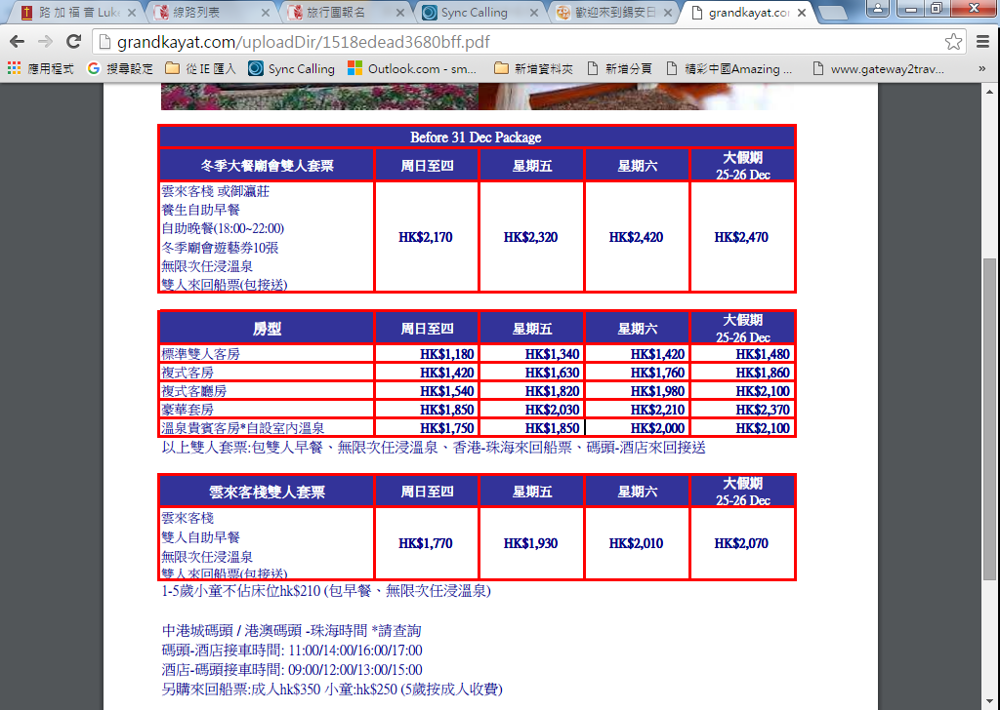 路加福音 Luke
線路列表
旅行團報名
Sync Calling
歡迎來到錫安日
grandkayat.com
grandkayat.com/uploadDir/1518edead3680bff.pdf
應用程式 搜尋設定 從 IE 匯入 Sync Calling Outlook.com - sm... 新增資料夾 新增分頁 精彩中國Amazing ... www.gateway2trav... »
Before 31 Dec Package
冬季大餐廟會雙人套票 周日至四 星期五 星期六 大假期
25-26 Dec
雲來客棧 或御瀛莊
養生自助早餐
自助晚餐(18:00~22:00)
冬季廟會遊藝券10張
無限次任浸溫泉
雙人來回船票(包接送)
HK$2,170 HK$2,320 HK$2,420 HK$2,470
房型 周日至四 星期五 星期六 大假期
25-26 Dec
標準雙人客房 HK$1,180 HK$1,340 HK$1,420 HK$1,480
複式客房 HK$1,420 HK$1,630 HK$1,760 HK$1,860
複式客廳房 HK$1,540 HK$1,820 HK$1,980 HK$2,100
豪華套房 HK$1,850 HK$2,030 HK$2,210 HK$2,370
溫泉貴賓客房*自設室內溫泉 HK$1,750 HK$1,850 HK$2,000 HK$2,100
以上雙人套票:包雙人早餐、無限次任浸溫泉、香港-珠海來回船票、碼頭-酒店來回接送
雲來客棧雙人套票 周日至四 星期五 星期六 大假期
25-26 Dec
雲來客棧
雙人自助早餐
無限次任浸溫泉
雙人來回船票(包接送)
HK$1,770 HK$1,930 HK$2,010 HK$2,070
1-5歲小童不佔床位hk$210 (包早餐、無限次任浸溫泉)
中港城碼頭 / 港澳碼頭 -珠海時間 *請查詢
碼頭-酒店接車時間: 11:00/14:00/16:00/17:00
酒店-碼頭接車時間: 09:00/12:00/13:00/15:00
另購來回船票:成人hk$350 小童:hk$250 (5歲按成人收費)